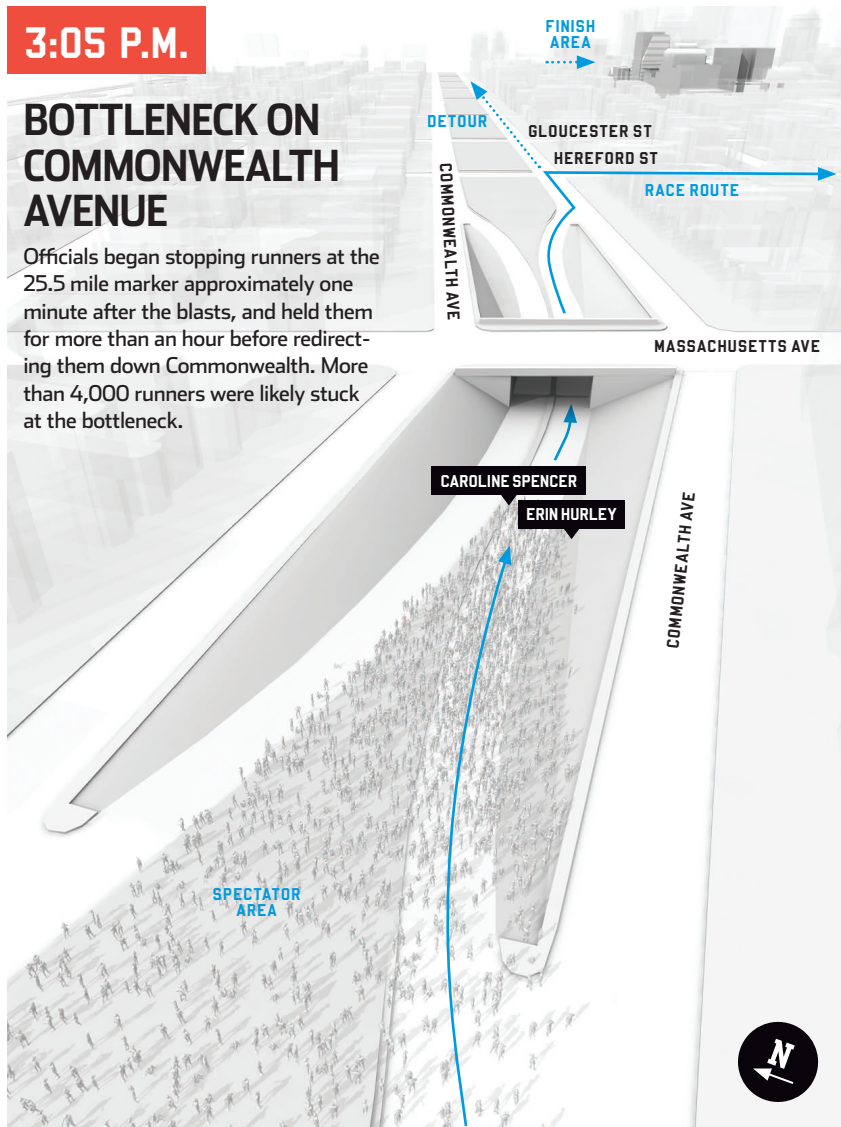 3:05 P.M.
BOTTLENECK ON
COMMONWEALTH
AVENUE
Officials began stopping runners at the
25.5 mile marker approximately one
minute after the blasts, and held them
for more than an hour before redirect-
ing them down Commonwealth. More
than 4,000 runners were likely stuck
at the bottleneck.
FINISH
AREA
DETOUR
GLOUCESTER ST
HEREFORD ST
RACE ROUTE
COMMONWEALTH AVE
MASSACHUSETTS AVE
CAROLINE SPENCER
ERIN HURLEY
COMMONWEALTH AVE
SPECTATOR
AREA
N